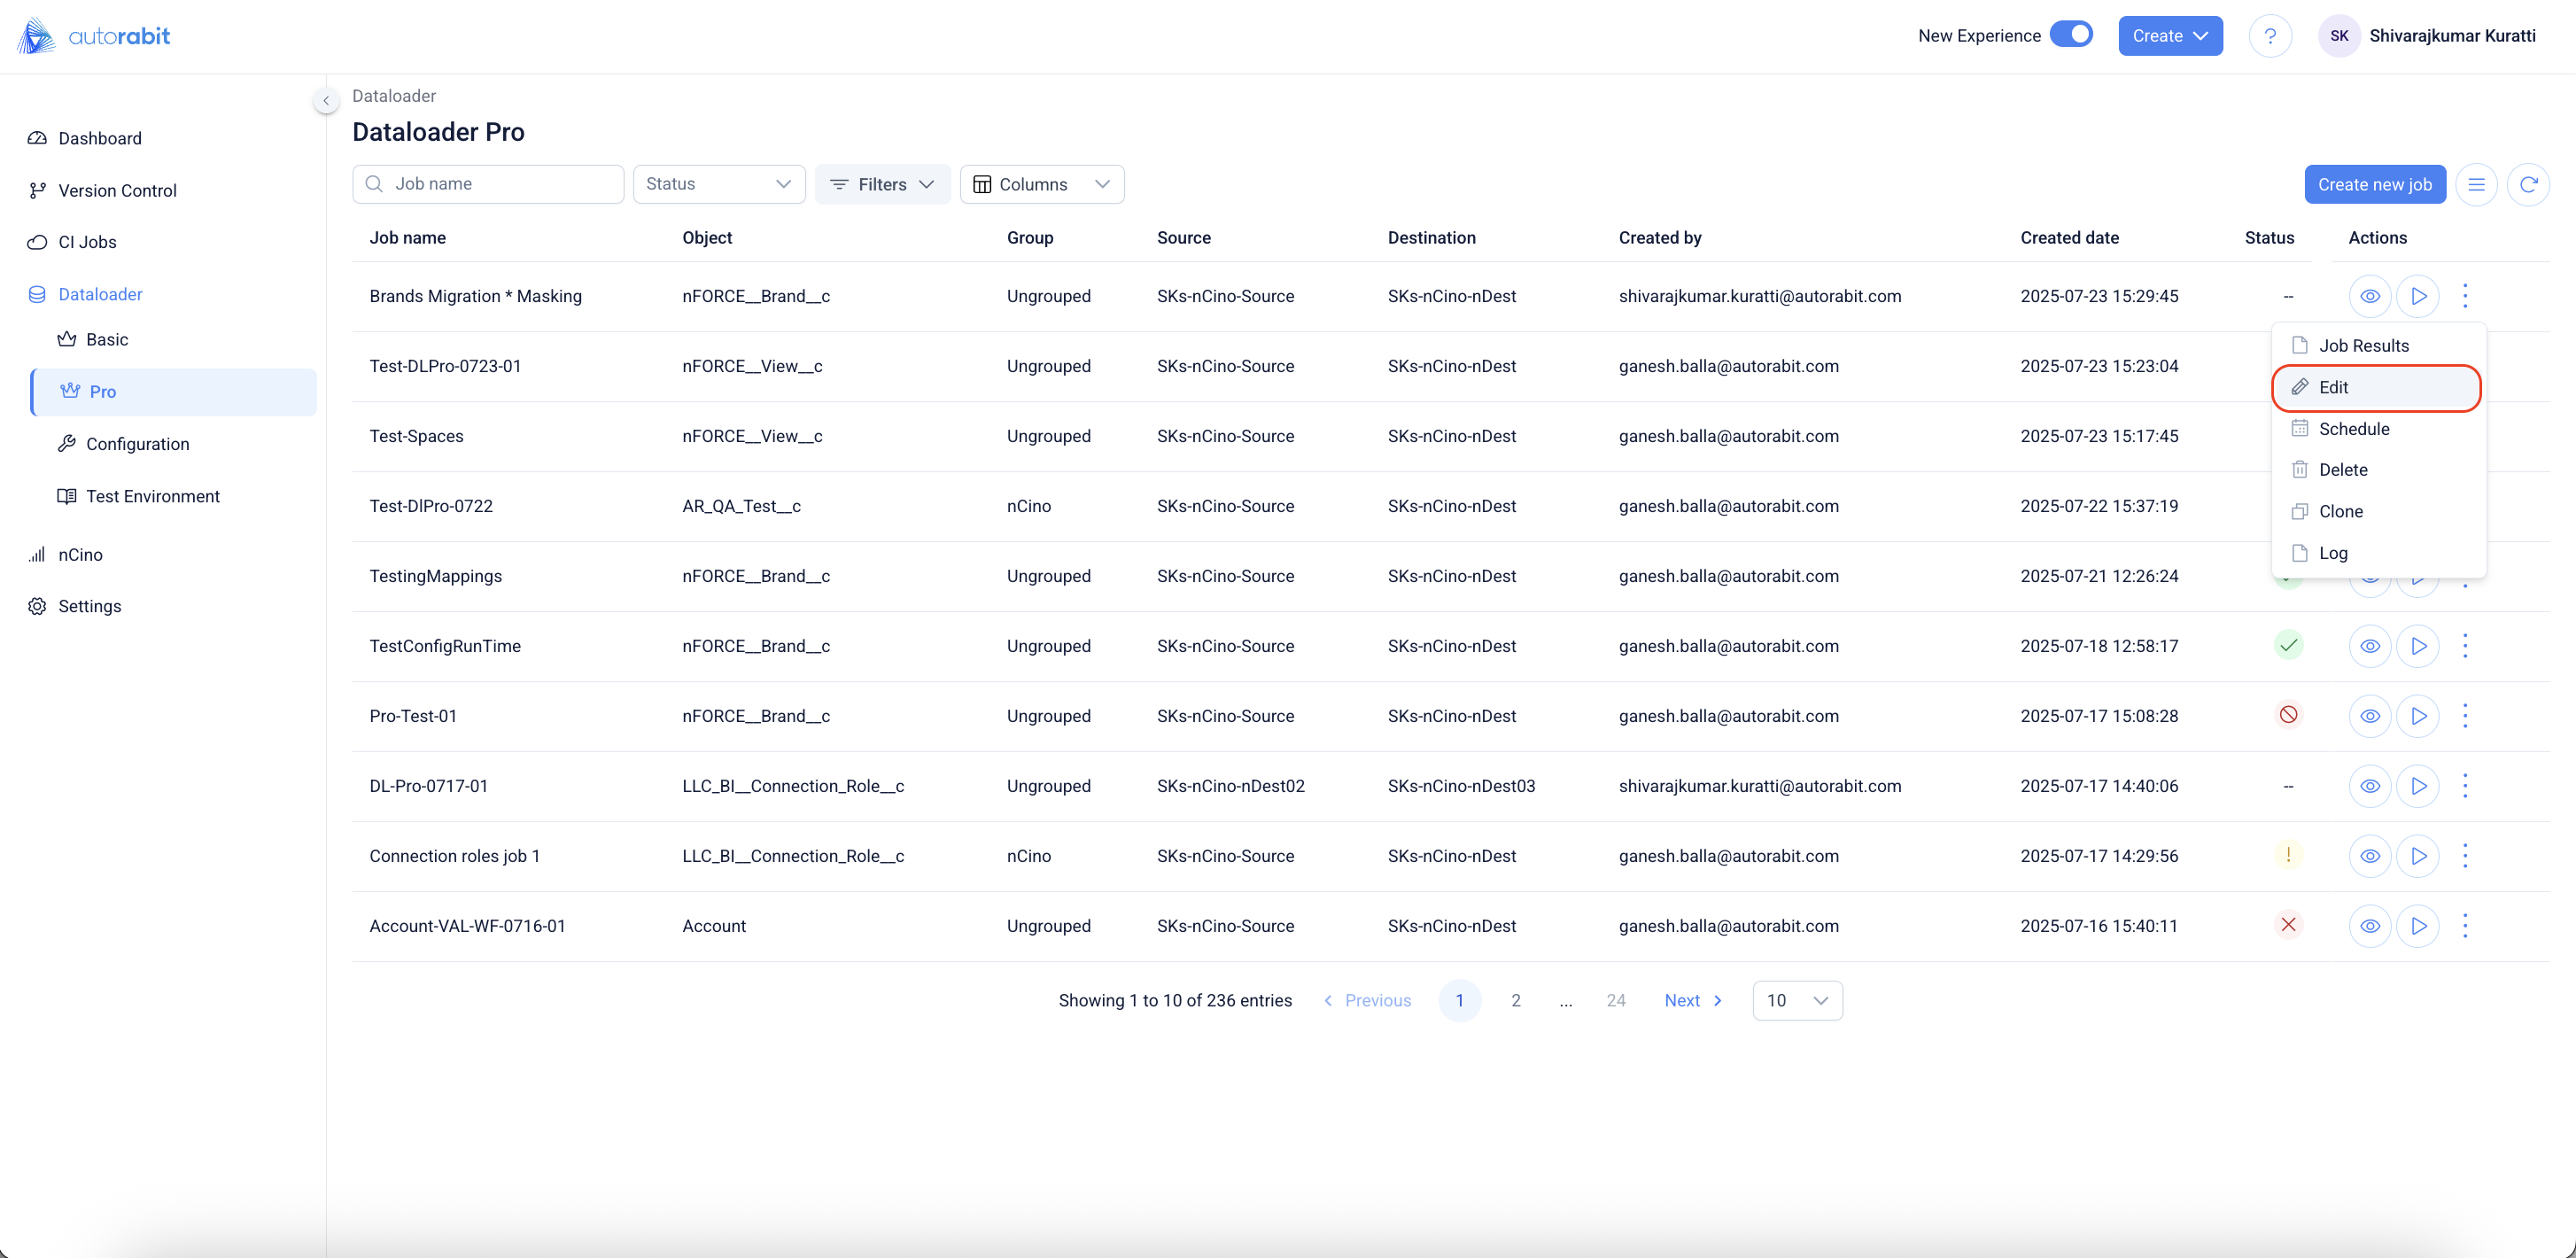 autorabit
New Experience
Create
?
SK
Shivarajkumar Kuratti
Dashboard
Version Control
CI Jobs
Dataloader
Basic
Pro
Configuration
Test Environment
nCino
Settings
Dataloader
Dataloader Pro
Job name
Status
Filters
Columns
Create new job
Job name Object Group Source Destination Created by Created date Status Actions
Brands Migration * Masking nFORCE__Brand__c Ungrouped SKs-nCino-Source SKs-nCino-nDest shivarajkumar.kuratti@autorabit.com 2025-07-23 15:29:45 --
Test-DLPro-0723-01 nFORCE__View__c Ungrouped SKs-nCino-Source SKs-nCino-nDest ganesh.balla@autorabit.com 2025-07-23 15:23:04
Test-Spaces nFORCE__View__c Ungrouped SKs-nCino-Source SKs-nCino-nDest ganesh.balla@autorabit.com 2025-07-23 15:17:45
Test-DlPro-0722 AR_QA_Test__c nCino SKs-nCino-Source SKs-nCino-nDest ganesh.balla@autorabit.com 2025-07-22 15:37:19
TestingMappings nFORCE__Brand__c Ungrouped SKs-nCino-Source SKs-nCino-nDest ganesh.balla@autorabit.com 2025-07-21 12:26:24
TestConfigRunTime nFORCE__Brand__c Ungrouped SKs-nCino-Source SKs-nCino-nDest ganesh.balla@autorabit.com 2025-07-18 12:58:17
Pro-Test-01 nFORCE__Brand__c Ungrouped SKs-nCino-Source SKs-nCino-nDest ganesh.balla@autorabit.com 2025-07-17 15:08:28
DL-Pro-0717-01 LLC_BI__Connection_Role__c Ungrouped SKs-nCino-nDest02 SKs-nCino-nDest03 shivarajkumar.kuratti@autorabit.com 2025-07-17 14:40:06 --
Connection roles job 1 LLC_BI__Connection_Role__c nCino SKs-nCino-Source SKs-nCino-nDest ganesh.balla@autorabit.com 2025-07-17 14:29:56 !
Account-VAL-WF-0716-01 Account Ungrouped SKs-nCino-Source SKs-nCino-nDest ganesh.balla@autorabit.com 2025-07-16 15:40:11
Job Results
Edit
Schedule
Delete
Clone
Log
Showing 1 to 10 of 236 entries Previous 1 2 ... 24 Next 10